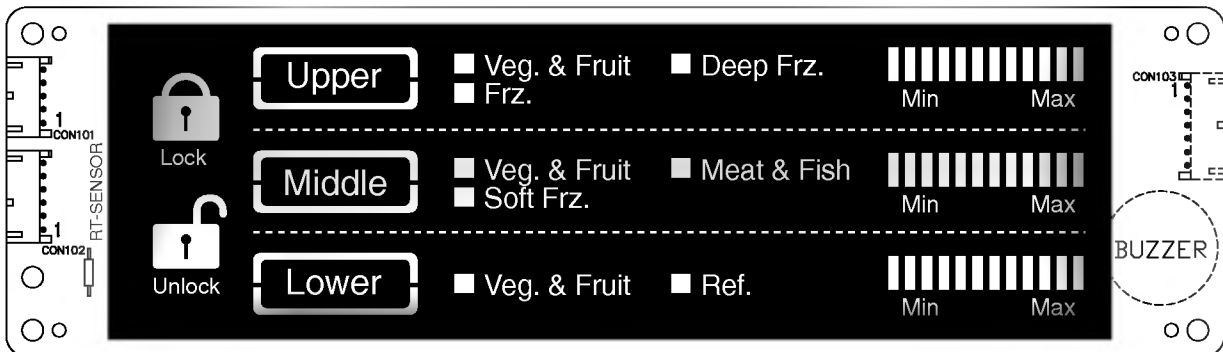 Upper
Veg. & Fruit
Deep Frz.
Frz.
Min
Max
Lock
Middle
Veg. & Fruit
Meat & Fish
Soft Frz.
Min
Max
Unlock
Lower
Veg. & Fruit
Ref.
Min
Max
1
CON101
RT-SENSOR
1
CON102
CON103
1
BUZZER